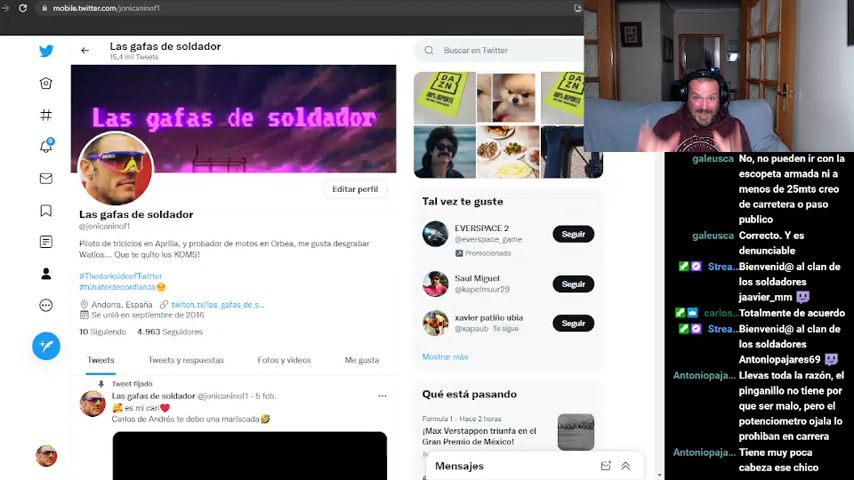 mobile.twitter.com/jonicaninof1
Las gafas de soldador
15,4 mil Tweets
Las gafas de soldador
Editar perfil
Las gafas de soldador
@jonicaninof1
Piloto de triciclos en Aprilia, y probador de motos en Orbea, me gusta desgrabar
Watios... Que te quito los KOMS!
#ThedarksideofTwitter
#túhaterdeconfianza
Andorra, España
twitch.tv/las_gafas_de_s...
Se unió en septiembre de 2016
10 Siguiendo
4.963 Seguidores
Tweets
Tweets y respuestas
Fotos y videos
Me gusta
Tweet fijado
Las gafas de soldador @jonicaninof1 · 5 feb.
es mi cari
Carlos de Andrés te debo una mariscada
Buscar en Twitter
DAZN
Tal vez te guste
EVERSPACE 2
@everspace_game
Promocionado
Seguir
Saul Miguel
@kapelmuur29
Seguir
xavier patiño ubia
@xapaub Te sigue
Seguir
Mostrar más
Qué está pasando
Formula 1 · Hace 2 horas
¡Max Verstappen triunfa en el
Gran Premio de México!
Mensajes
galeusca No, no pueden ir con la
escopeta armada ni a
menos de 25mts creo
de carretera o paso
publico
galeusca Correcto. Y es
denunciable
Strea... Bienvenid@ al clan de
los soldadores
jaavier_mm
carlos... Totalmente de acuerdo
Strea... Bienvenid@ al clan de
los soldadores
Antoniopajares69
Antoniopaja... Llevas toda la razón, el
pinganillo no tiene por
que ser malo, pero el
potenciometro ojala lo
prohiban en carrera
Antoniopaja... Tiene muy poca
cabeza ese chico